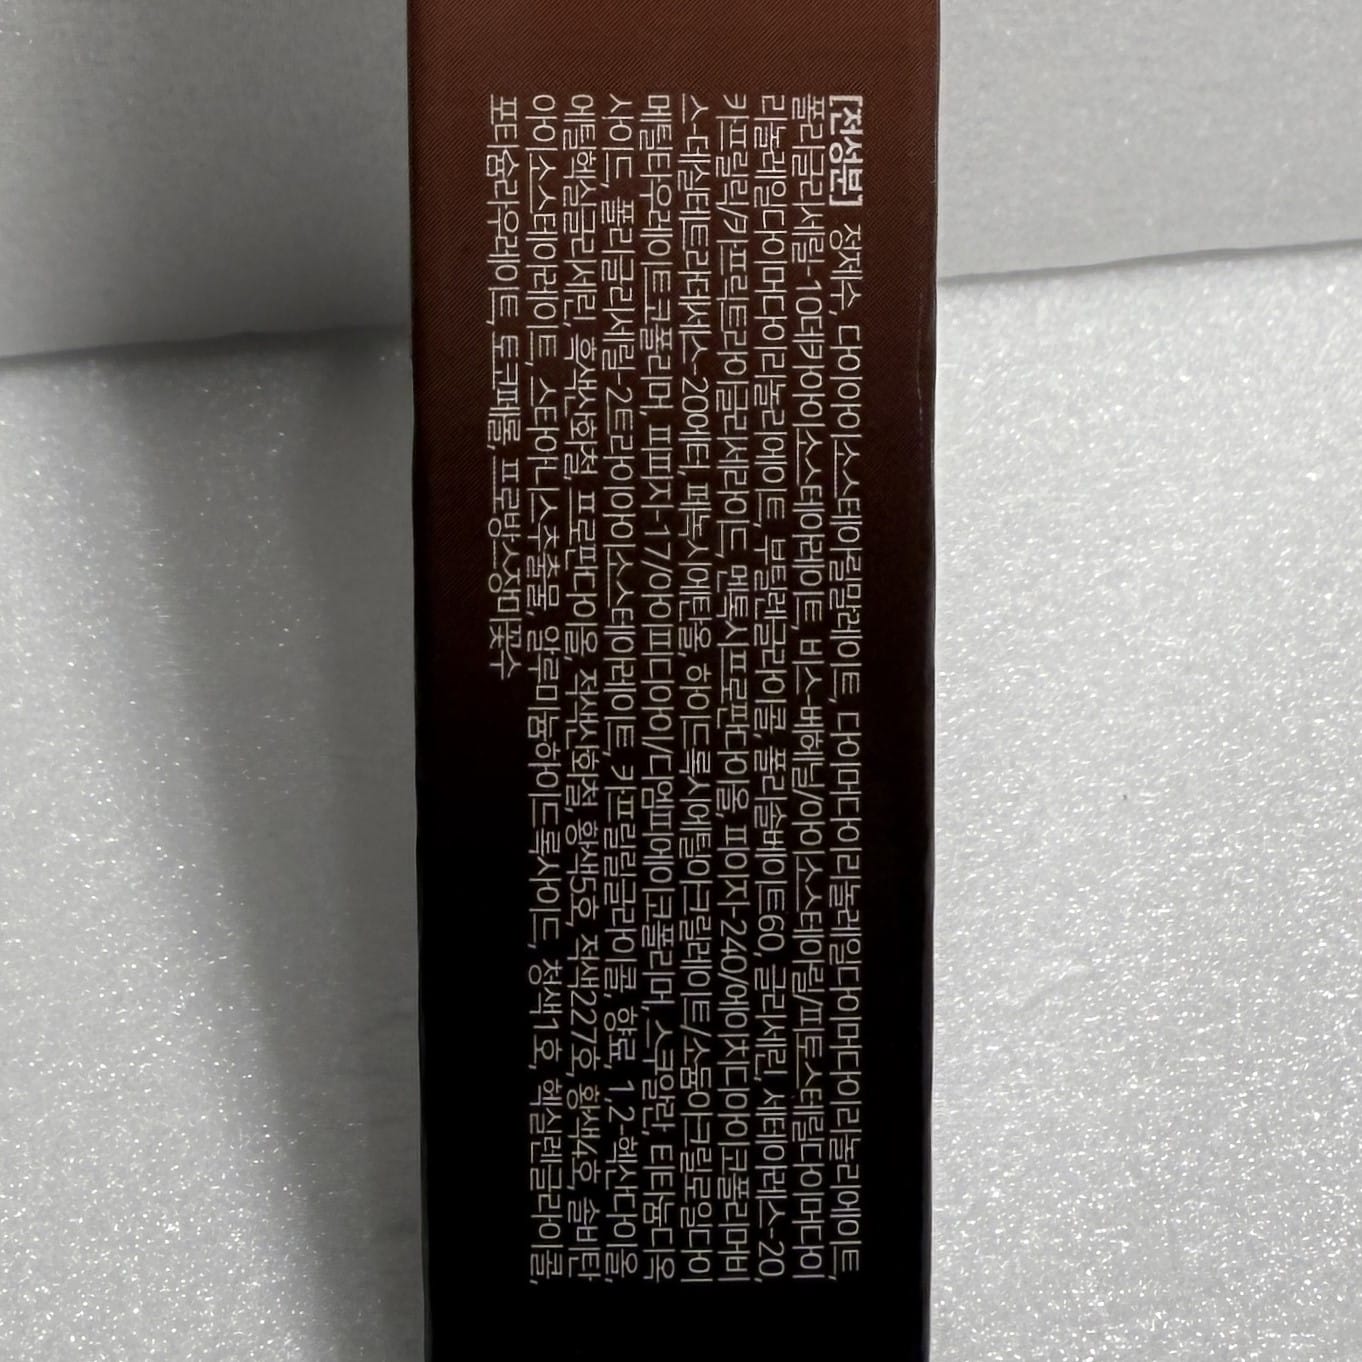 [전성분] 정제수, 다이아이소스테아릴말레이트, 다이머다이리놀레일다이머다이리놀리에이트,
폴리글리세릴-10데카아이소스테아레이트, 비스-베헤닐/아이소스테아릴/피토스테릴다이머다이
리놀레일다이머다이리놀리에이트, 부틸렌글라이콜, 폴리솔베이트60, 글리세린, 세테아레스-20,
카프릴릭/카프릭트라이글리세라이드, 멘톡시프로판다이올, 피이지-240/에이치디아이코폴리머비
스-데실테트라데세스-20에터, 페녹시에탄올, 하이드록시에틸아크릴레이트/소듐아크릴로일다이
메틸타우레이트코폴리머, 피피지-17/아이피디아이/디엠피에이코폴리머, 스쿠알란, 티타늄디옥
사이드, 폴리글리세릴-2트라이아이소스테아레이트, 카프릴릴글라이콜, 향료, 1,2-헥산다이올,
에틸헥실글리세린, 흑색산화철, 프로판다이올, 적색산화철, 황색5호, 적색227호, 황색4호, 솔비탄
아이소스테아레이트, 스타아니스추출물, 알루미늄하이드록사이드, 청색1호, 헥실렌글라이콜,
포타슘라우레이트, 토코페롤, 프로방스장미꽃수